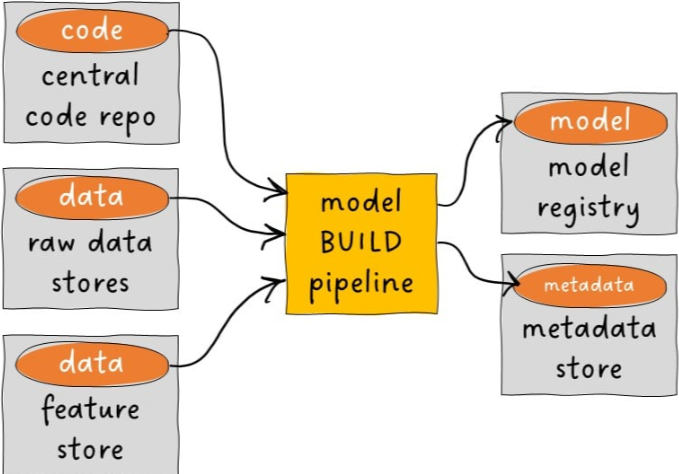 code
central
code repo
data
raw data
stores
data
feature
store
model
BUILD
pipeline
model
model
registry
metadata
metadata
store